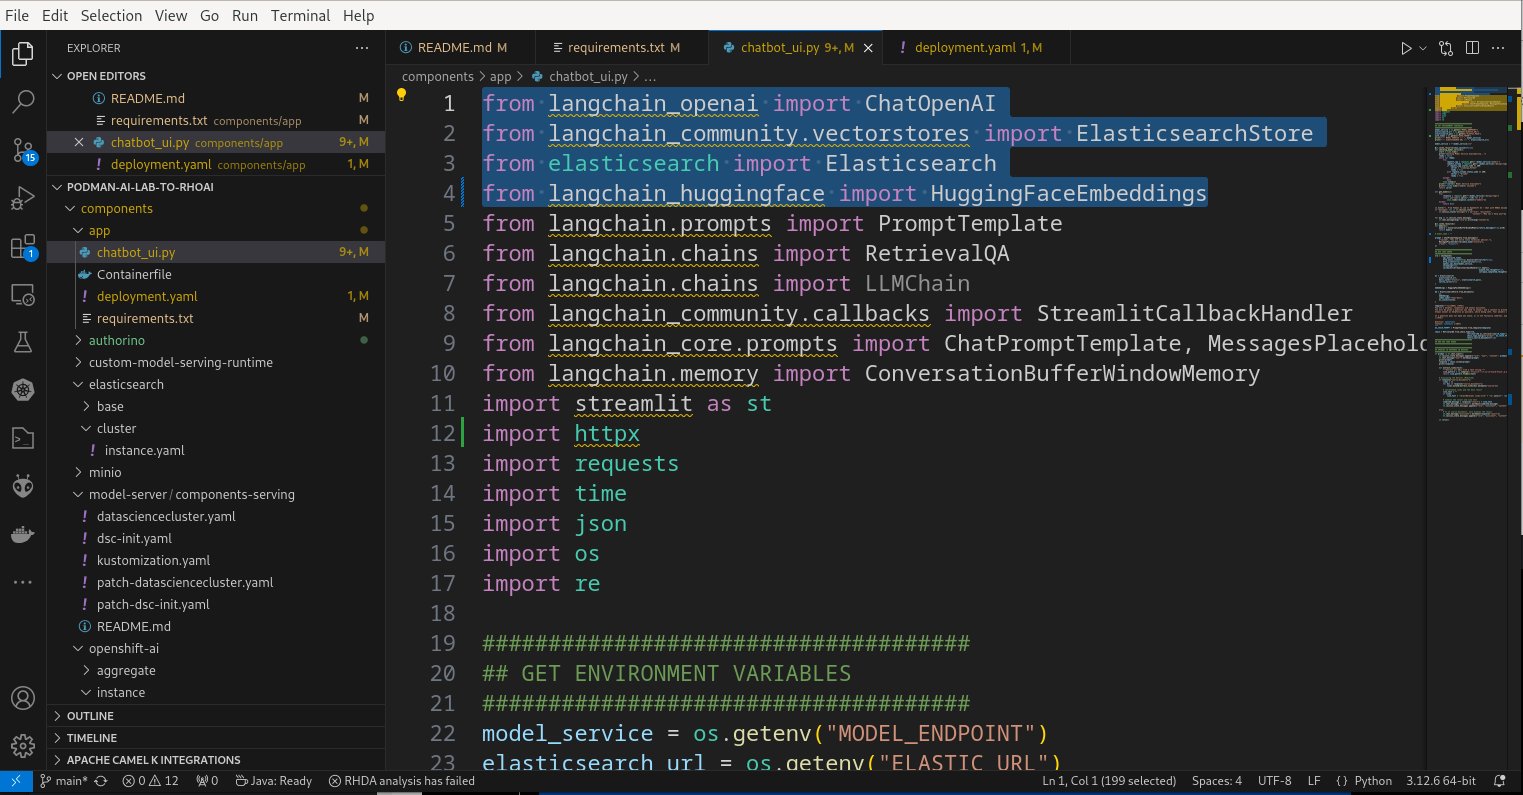 File Edit Selection View Go Run Terminal Help
EXPLORER
README.md M
requirements.txt M
chatbot_ui.py 9+, M
deployment.yaml 1, M
OPEN EDITORS
components > app > chatbot_ui.py > ...
README.md M
requirements.txt components/app M
chatbot_ui.py components/app 9+, M
deployment.yaml components/app 1, M
PODMAN-AI-LAB-TO-RHOAI
components
app
chatbot_ui.py 9+, M
Containerfile
deployment.yaml 1, M
requirements.txt M
authorino
custom-model-serving-runtime
elasticsearch
base
cluster
instance.yaml
minio
model-server / components-serving
datasciencecluster.yaml
dsc-init.yaml
kustomization.yaml
patch-datasciencecluster.yaml
patch-dsc-init.yaml
README.md
openshift-ai
aggregate
instance
OUTLINE
TIMELINE
APACHE CAMEL K INTEGRATIONS
15
1
1 from langchain_openai import ChatOpenAI
2 from langchain_community.vectorstores import ElasticsearchStore
3 from elasticsearch import Elasticsearch
4 from langchain_huggingface import HuggingFaceEmbeddings
5 from langchain.prompts import PromptTemplate
6 from langchain.chains import RetrievalQA
7 from langchain.chains import LLMChain
8 from langchain_community.callbacks import StreamlitCallbackHandler
9 from langchain_core.prompts import ChatPromptTemplate, MessagesPlacehold
10 from langchain.memory import ConversationBufferWindowMemory
11 import streamlit as st
12 import httpx
13 import requests
14 import time
15 import json
16 import os
17 import re
18
19 #####################################
20 ## GET ENVIRONMENT VARIABLES
21 #####################################
22 model_service = os.getenv("MODEL_ENDPOINT")
23 elasticsearch_url = os.getenv("ELASTIC_URL")
main* 0 12 0 Java: Ready RHDA analysis has failed Ln 1, Col 1 (199 selected) Spaces: 4 UTF-8 LF { } Python 3.12.6 64-bit